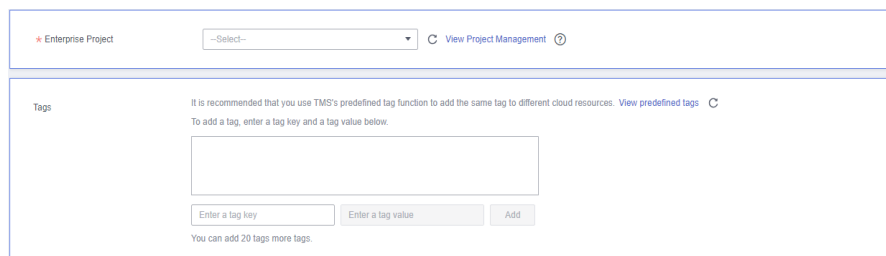 * Enterprise Project --Select-- View Project Management ?
Tags It is recommended that you use TMS's predefined tag function to add the same tag to different cloud resources. View predefined tags
To add a tag, enter a tag key and a tag value below.
Enter a tag key Enter a tag value Add
You can add 20 tags more tags.